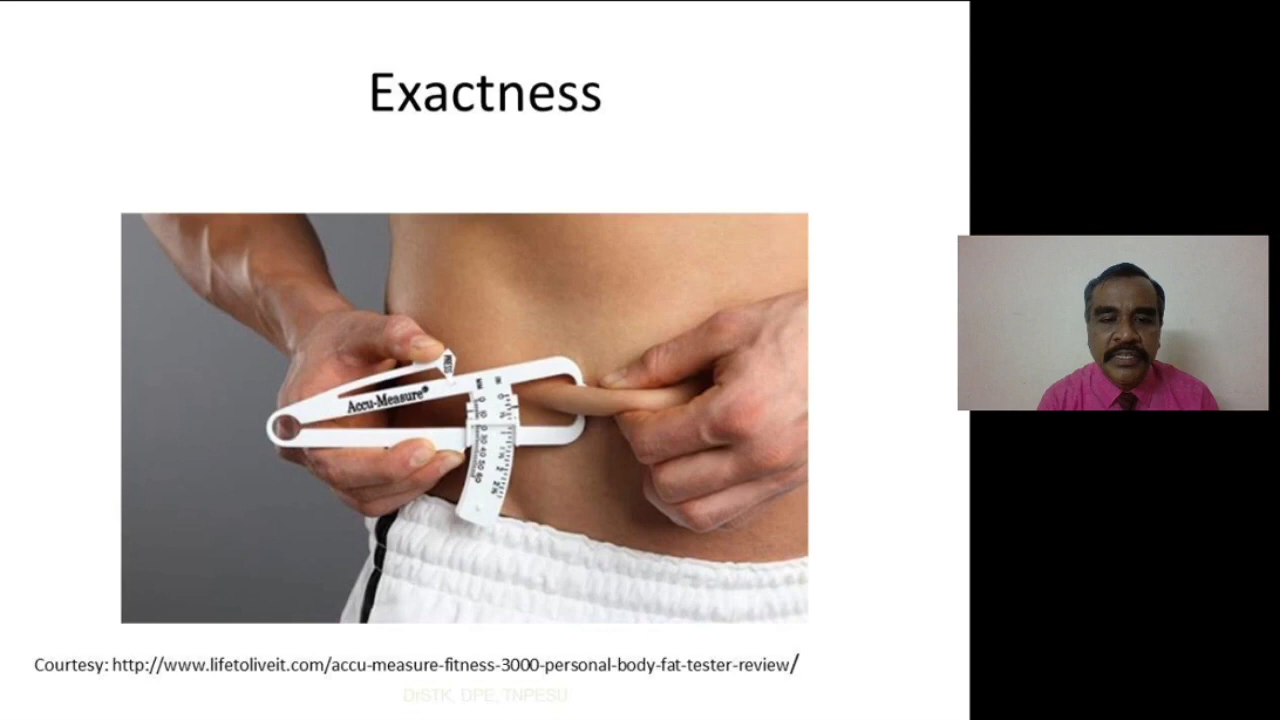 Exactness
PRESS
Accu-Measure®
Courtesy: http://www.lifetoliveit.com/accu-measure-fitness-3000-personal-body-fat-tester-review/
DrSTK, DPE, TNPESU